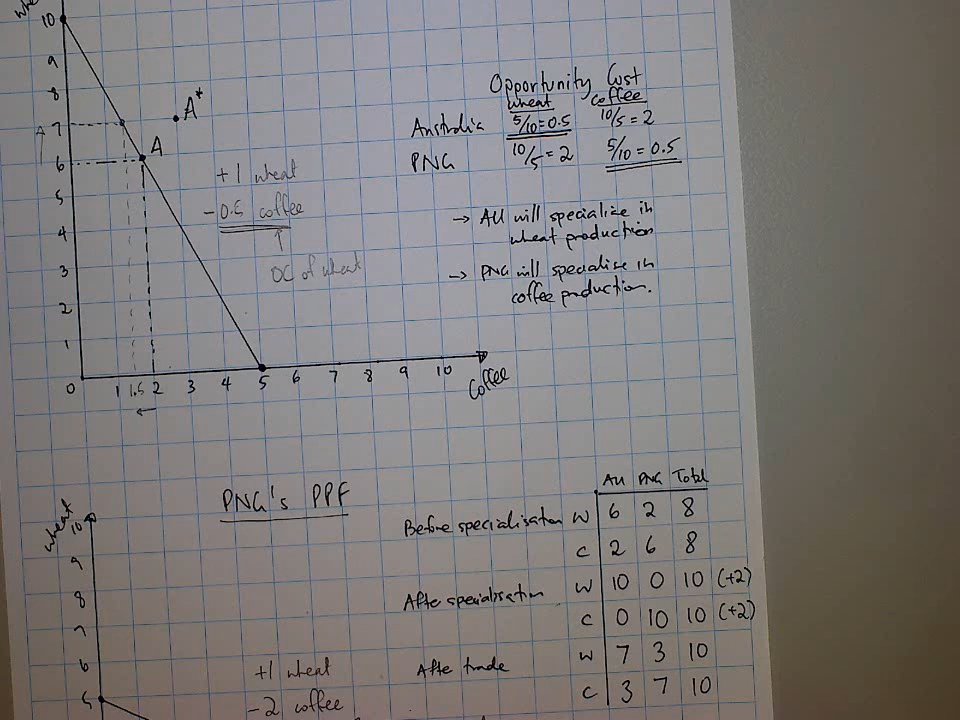 whe
10
9
8
7
6
5
4
3
2
1
0
1 1.5 2 3 4 5 6 7 8 9 10
Coffee
A*
A
+1 wheat
-0.5 coffee
OC of wheat
Opportunity Cost
wheat coffee
Australia 5/10=0.5 10/5=2
PNG 10/5=2 5/10=0.5
→ AU will specialize in
wheat production
→ PNG will specialise in
coffee production.
PNG's PPF
wheat
10
9
8
7
6
5
+1 wheat
-2 coffee
AU PNG Total
Before specialisation W 6 2 8
C 2 6 8
After specialisation W 10 0 10 (+2)
C 0 10 10 (+2)
After trade W 7 3 10
C 3 7 10